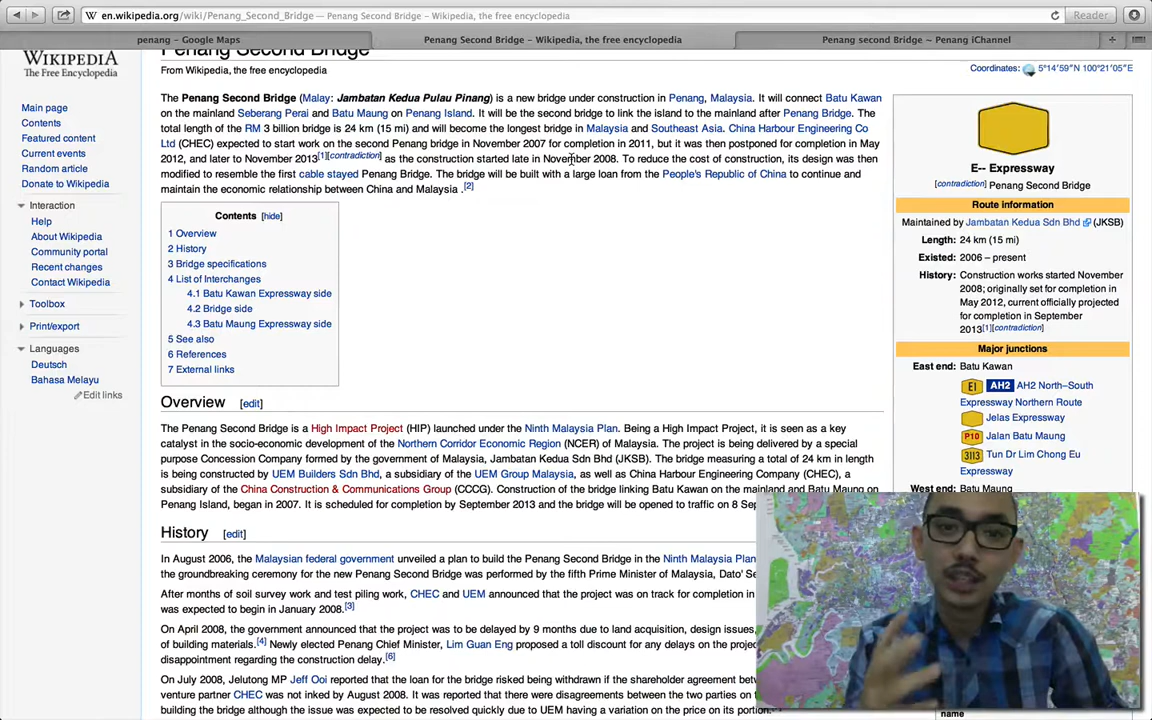 en.wikipedia.org/wiki/Penang_Second_Bridge — Penang Second Bridge – Wikipedia, the free encyclopedia
Reader
penang – Google Maps
Penang Second Bridge – Wikipedia, the free encyclopedia
Penang second Bridge ~ Penang iChannel
WIKIPEDIA
The Free Encyclopedia
Main page
Contents
Featured content
Current events
Random article
Donate to Wikipedia
Interaction
Help
About Wikipedia
Community portal
Recent changes
Contact Wikipedia
Toolbox
Print/export
Languages
Deutsch
Bahasa Melayu
Edit links
Penang Second Bridge
From Wikipedia, the free encyclopedia
Coordinates: 5°14′59″N 100°21′05″E
The Penang Second Bridge (Malay: Jambatan Kedua Pulau Pinang) is a new bridge under construction in Penang, Malaysia. It will connect Batu Kawan
on the mainland Seberang Perai and Batu Maung on Penang Island. It will be the second bridge to link the island to the mainland after Penang Bridge. The
total length of the RM 3 billion bridge is 24 km (15 mi) and will become the longest bridge in Malaysia and Southeast Asia. China Harbour Engineering Co
Ltd (CHEC) expected to start work on the second Penang bridge in November 2007 for completion in 2011, but it was then postponed for completion in May
2012, and later to November 2013[1][contradiction] as the construction started late in November 2008. To reduce the cost of construction, its design was then
modified to resemble the first cable stayed Penang Bridge. The bridge will be built with a large loan from the People's Republic of China to continue and
maintain the economic relationship between China and Malaysia .[2]
Contents [hide]
1 Overview
2 History
3 Bridge specifications
4 List of Interchanges
4.1 Batu Kawan Expressway side
4.2 Bridge side
4.3 Batu Maung Expressway side
5 See also
6 References
7 External links
Overview [edit]
The Penang Second Bridge is a High Impact Project (HIP) launched under the Ninth Malaysia Plan. Being a High Impact Project, it is seen as a key
catalyst in the socio-economic development of the Northern Corridor Economic Region (NCER) of Malaysia. The project is being delivered by a special
purpose Concession Company formed by the government of Malaysia, Jambatan Kedua Sdn Bhd (JKSB). The bridge measuring a total of 24 km in length
is being constructed by UEM Builders Sdn Bhd, a subsidiary of the UEM Group Malaysia, as well as China Harbour Engineering Company (CHEC), a
subsidiary of the China Construction & Communications Group (CCCG). Construction of the bridge linking Batu Kawan on the mainland and Batu Maung on
Penang Island, began in 2007. It is scheduled for completion by September 2013 and the bridge will be opened to traffic on 8 Sep
History [edit]
In August 2006, the Malaysian federal government unveiled a plan to build the Penang Second Bridge in the Ninth Malaysia Plan
the groundbreaking ceremony for the new Penang Second Bridge was performed by the fifth Prime Minister of Malaysia, Dato' Se
After months of soil survey work and test piling work, CHEC and UEM announced that the project was on track for completion in
was expected to begin in January 2008.[3]
On April 2008, the government announced that the project was to be delayed by 9 months due to land acquisition, design issues,
of building materials.[4] Newly elected Penang Chief Minister, Lim Guan Eng proposed a toll discount for any delays on the proje
disappointment regarding the construction delay.[6]
On July 2008, Jelutong MP Jeff Ooi reported that the loan for the bridge risked being withdrawn if the shareholder agreement betw
venture partner CHEC was not inked by August 2008. It was reported that there were disagreements between the two parties on t
building the bridge although the issue was expected to be resolved quickly due to UEM having a variation on the price on its portion.
E-- Expressway
[contradiction] Penang Second Bridge
Route information
Maintained by Jambatan Kedua Sdn Bhd (JKSB)
Length: 24 km (15 mi)
Existed: 2006 – present
History: Construction works started November
2008; originally set for completion in
May 2012, current officially projected
for completion in September
2013[1][contradiction]
Major junctions
East end: Batu Kawan
E1 AH2 AH2 North–South
Expressway Northern Route
Jelas Expressway
P10 Jalan Batu Maung
3113 Tun Dr Lim Chong Eu
Expressway
West end: Batu Maung
name